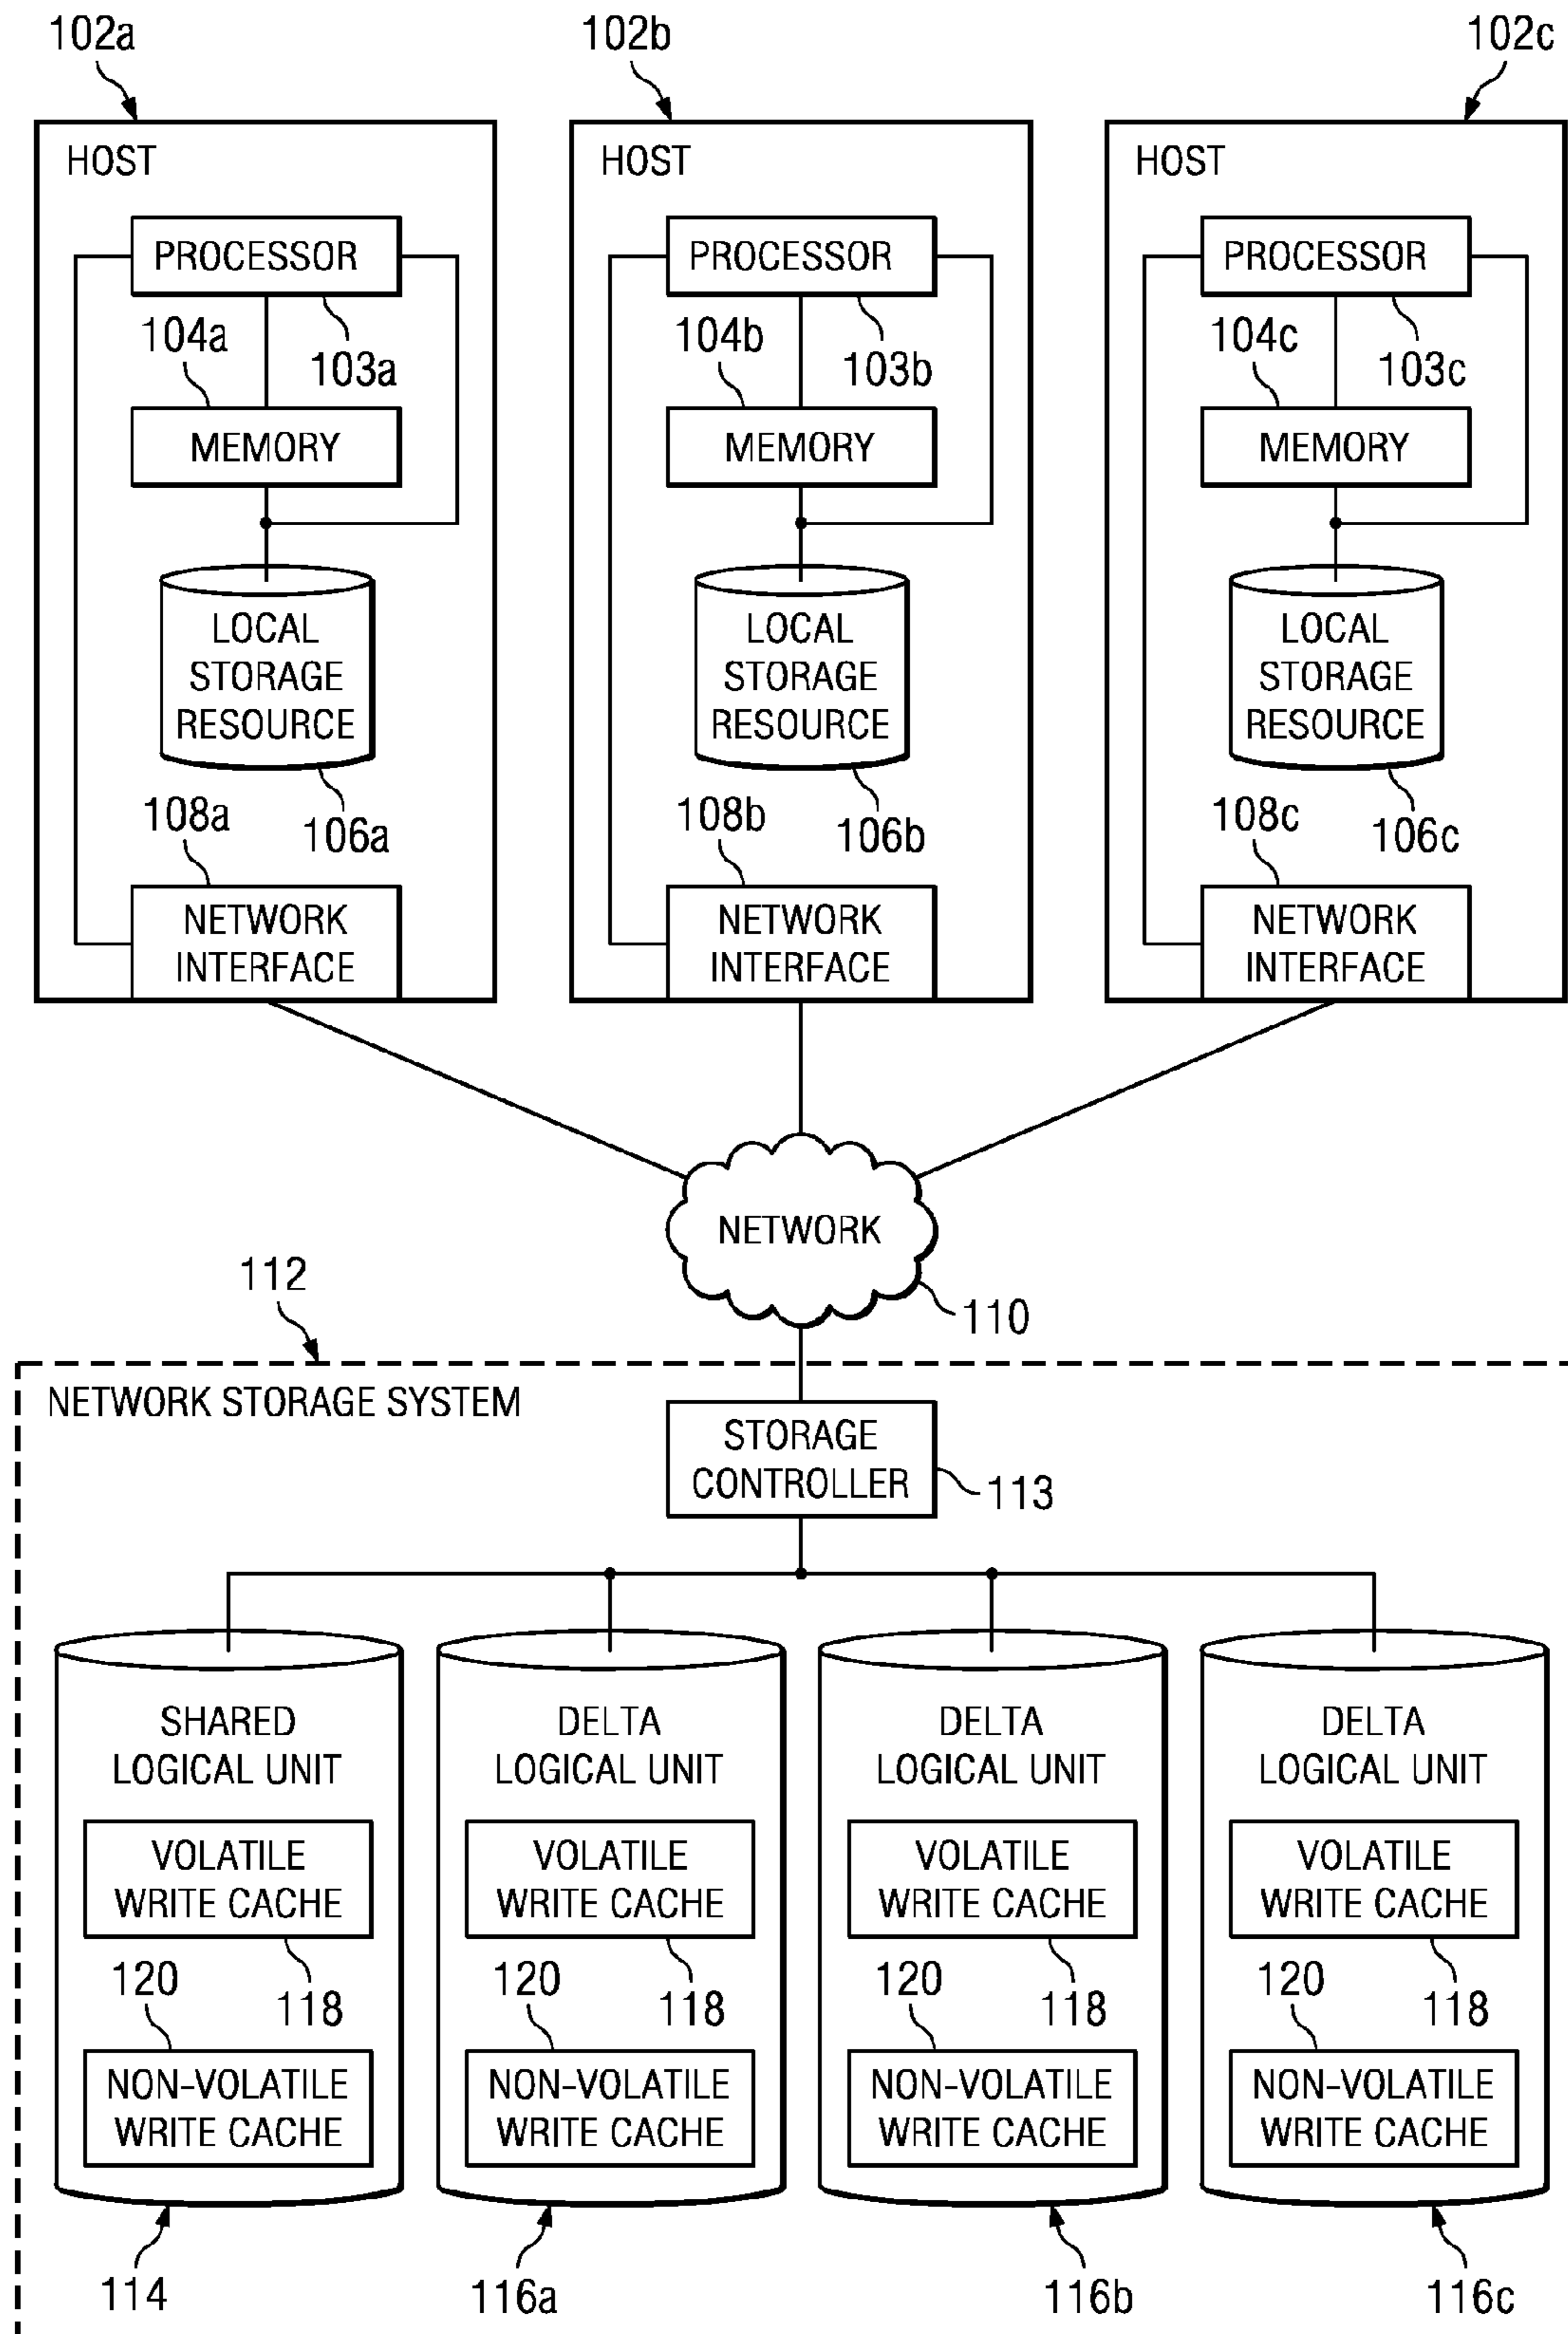 102a
102b
102c
HOST
HOST
HOST
PROCESSOR
PROCESSOR
PROCESSOR
104a
103a
104b
103b
104c
103c
MEMORY
MEMORY
MEMORY
LOCAL
STORAGE
RESOURCE
LOCAL
STORAGE
RESOURCE
LOCAL
STORAGE
RESOURCE
108a
106a
108b
106b
108c
106c
NETWORK
INTERFACE
NETWORK
INTERFACE
NETWORK
INTERFACE
NETWORK
110
112
NETWORK STORAGE SYSTEM
STORAGE
CONTROLLER
113
SHARED
LOGICAL UNIT
DELTA
LOGICAL UNIT
DELTA
LOGICAL UNIT
DELTA
LOGICAL UNIT
VOLATILE
WRITE CACHE
VOLATILE
WRITE CACHE
VOLATILE
WRITE CACHE
VOLATILE
WRITE CACHE
120
118
120
118
120
118
120
118
NON-VOLATILE
WRITE CACHE
NON-VOLATILE
WRITE CACHE
NON-VOLATILE
WRITE CACHE
NON-VOLATILE
WRITE CACHE
114
116a
116b
116c